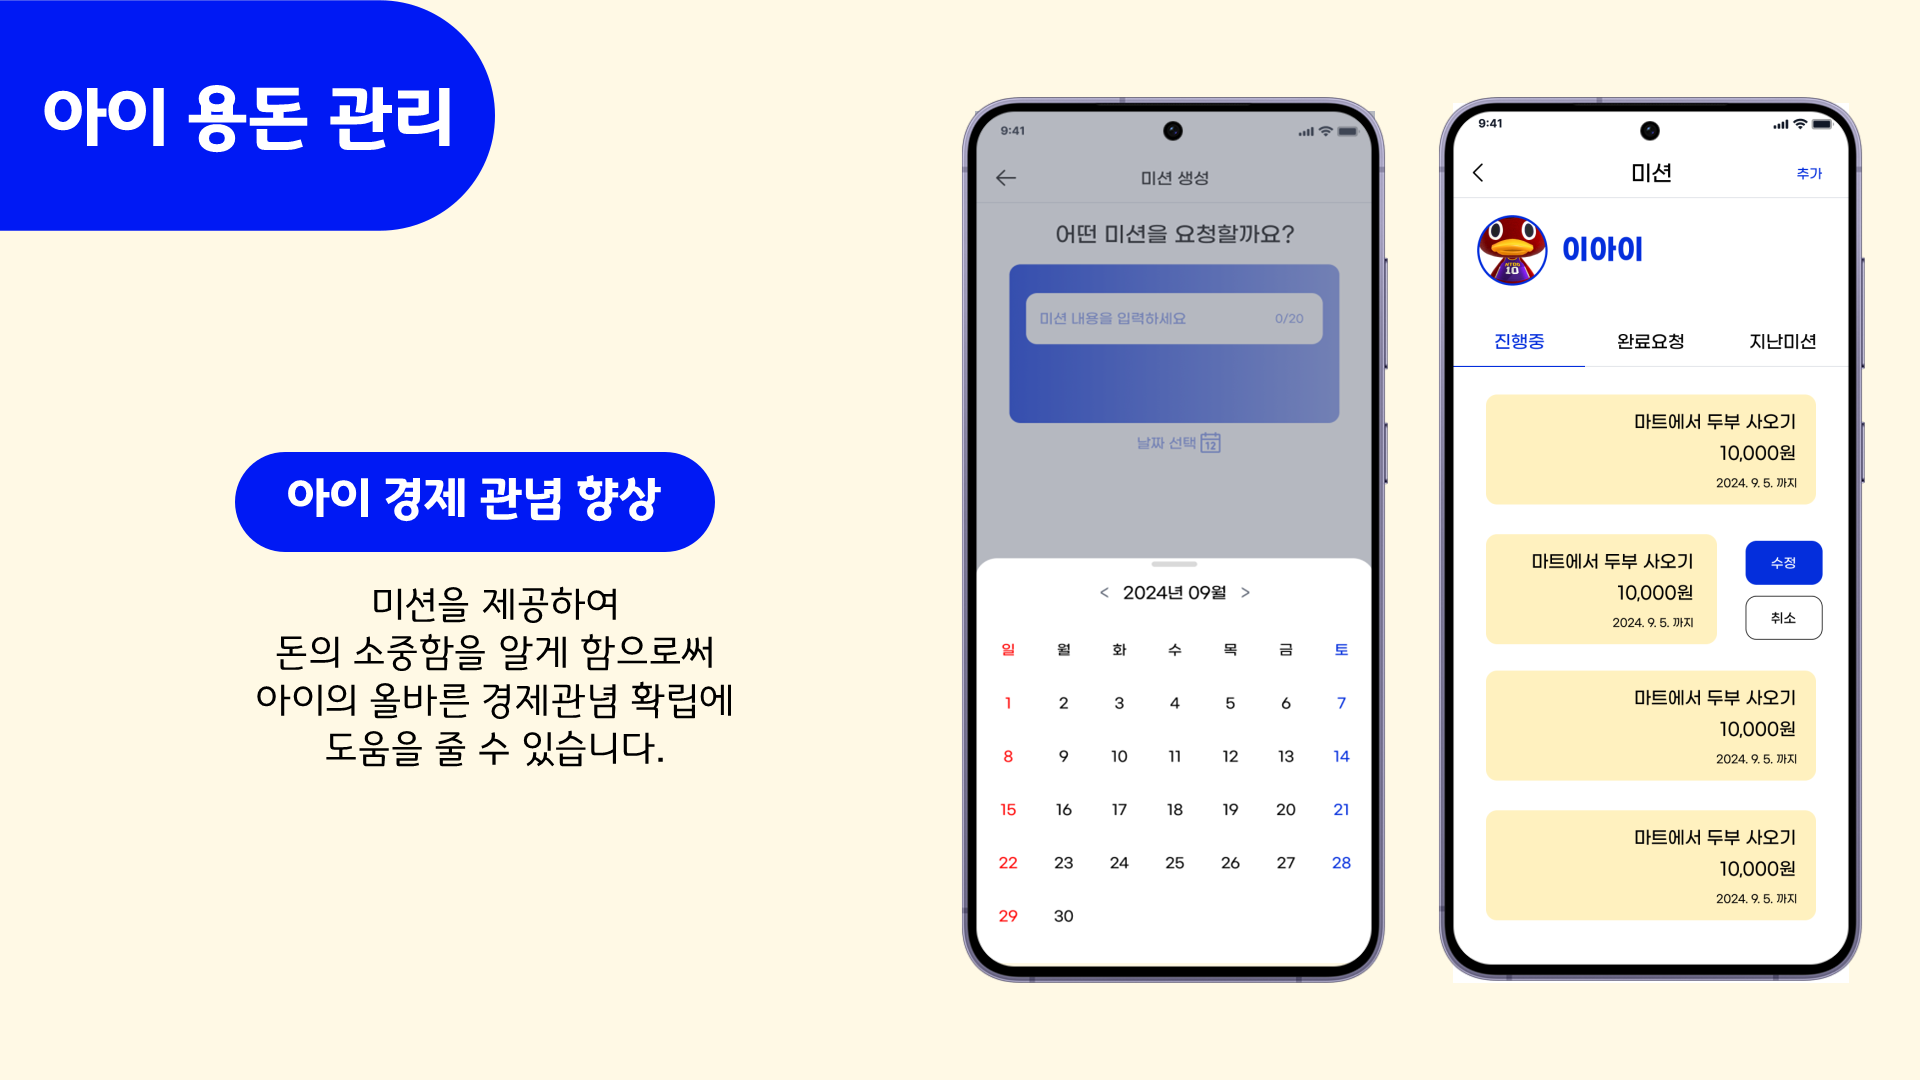 아이 용돈 관리
아이 경제 관념 향상
미션을 제공하여
돈의 소중함을 알게 함으로써
아이의 올바른 경제관념 확립에
도움을 줄 수 있습니다.
9:41
미션 생성
어떤 미션을 요청할까요?
미션 내용을 입력하세요 0/20
날짜 선택 12
< 2024년 09월 >
일 월 화 수 목 금 토
1 2 3 4 5 6 7
8 9 10 11 12 13 14
15 16 17 18 19 20 21
22 23 24 25 26 27 28
29 30
9:41
미션 추가
10
이아이
진행중 완료요청 지난미션
마트에서 두부 사오기
10,000원
2024. 9. 5. 까지
마트에서 두부 사오기
10,000원
2024. 9. 5. 까지
수정
취소
마트에서 두부 사오기
10,000원
2024. 9. 5. 까지
마트에서 두부 사오기
10,000원
2024. 9. 5. 까지